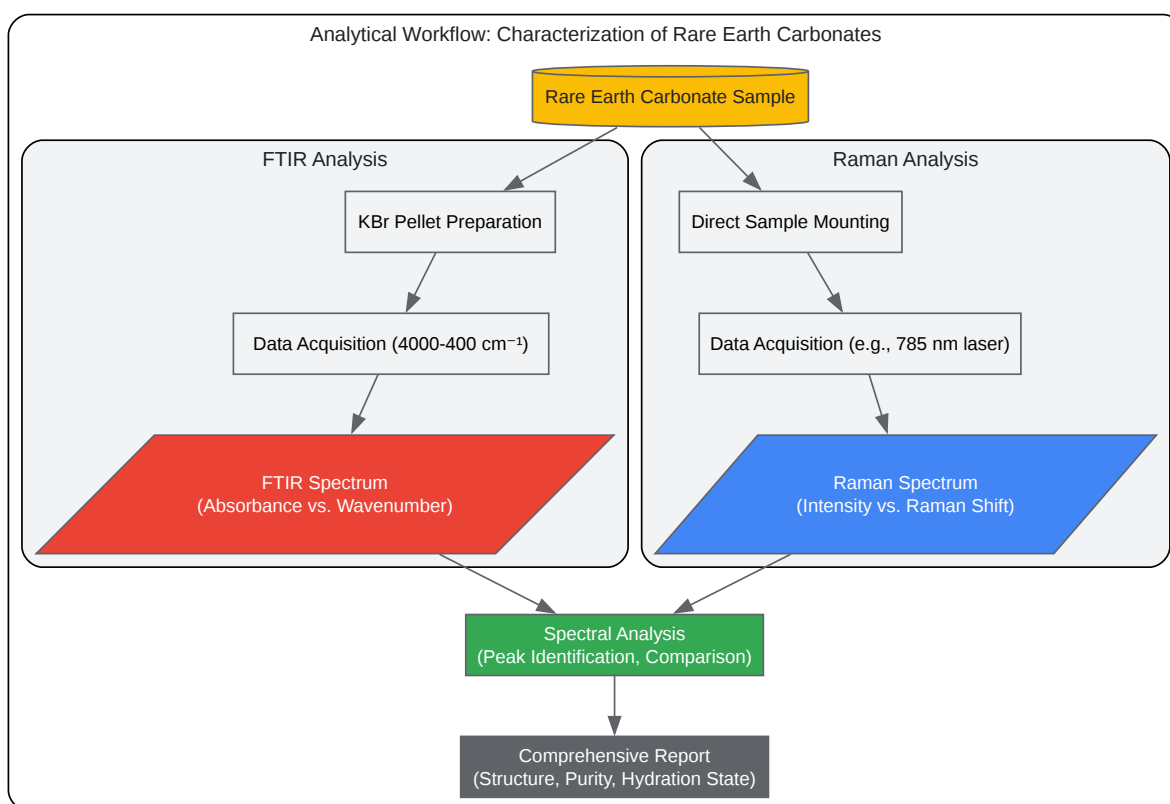 Analytical Workflow: Characterization of Rare Earth Carbonates
Rare Earth Carbonate Sample
FTIR Analysis
KBr Pellet Preparation
Data Acquisition (4000-400 cm⁻¹)
FTIR Spectrum
(Absorbance vs. Wavenumber)
Raman Analysis
Direct Sample Mounting
Data Acquisition (e.g., 785 nm laser)
Raman Spectrum
(Intensity vs. Raman Shift)
Spectral Analysis
(Peak Identification, Comparison)
Comprehensive Report
(Structure, Purity, Hydration State)